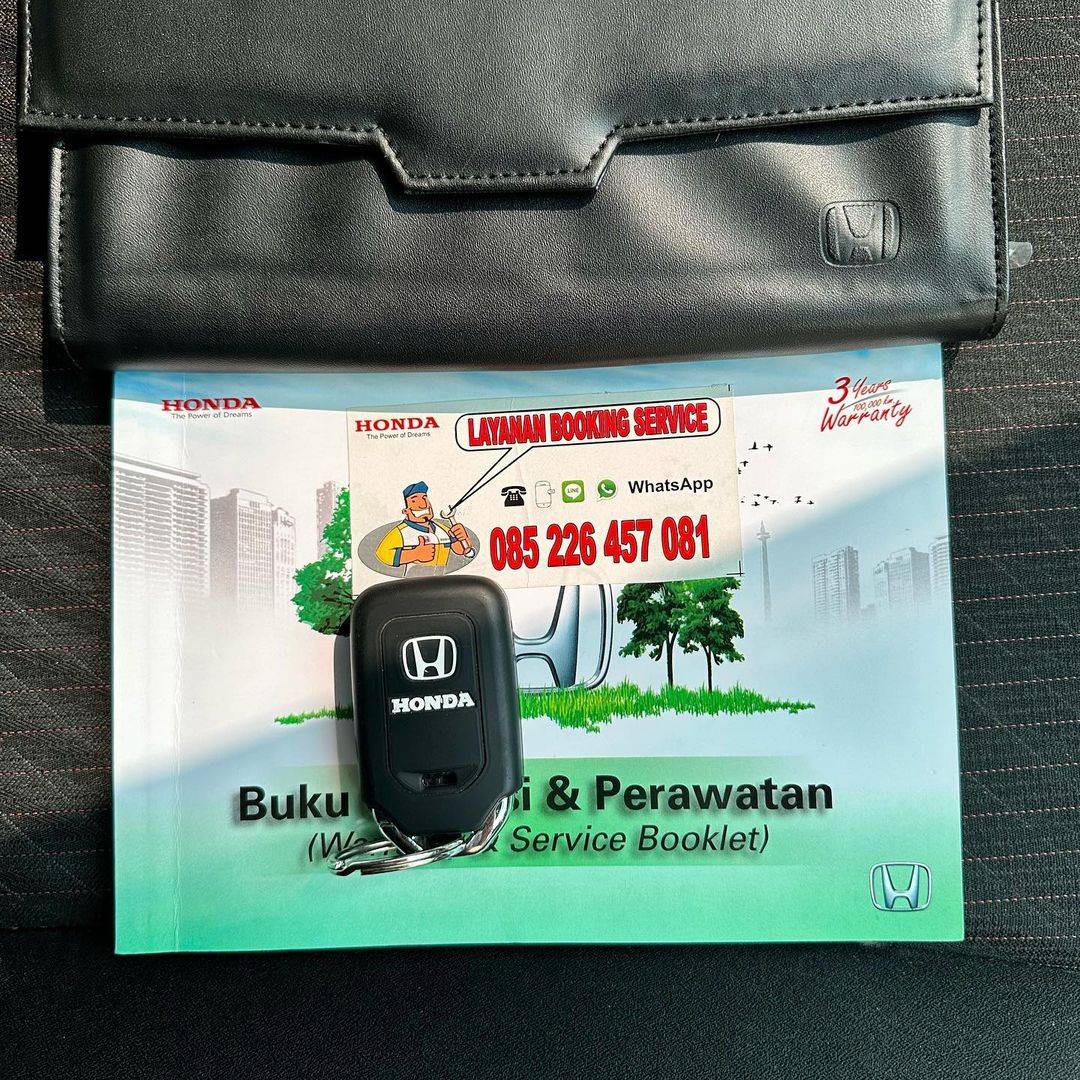 HONDA
The Power of Dreams
3 Years
100,000 km
Warranty
HONDA
The Power of Dreams
LAYANAN BOOKING SERVICE
LINE
WhatsApp
085 226 457 081
HONDA
Buku & Perawatan
& Service Booklet)